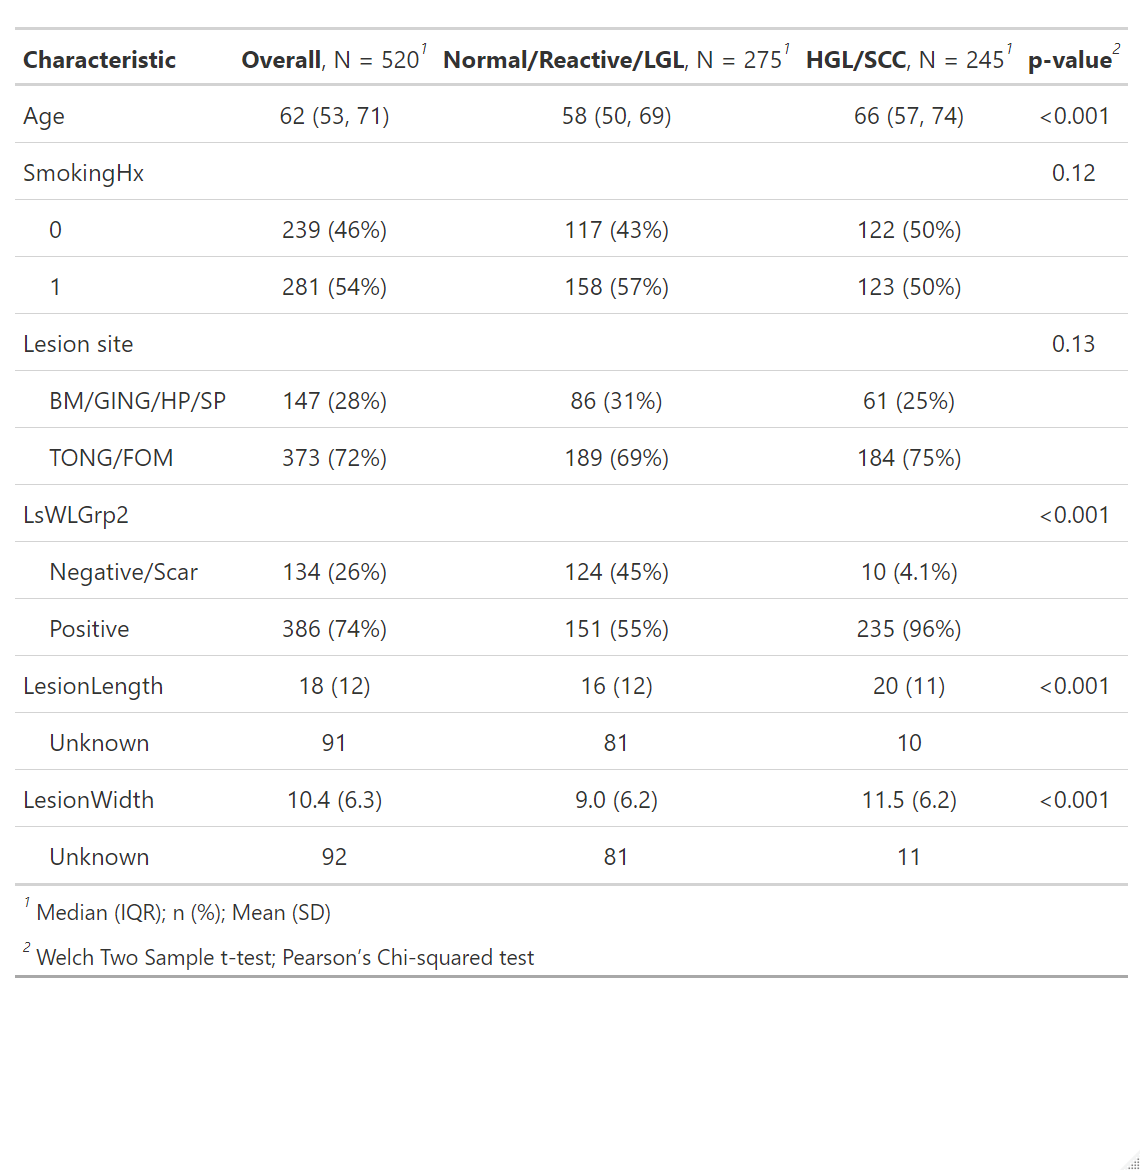 Characteristic Overall, N = 520¹ Normal/Reactive/LGL, N = 275¹ HGL/SCC, N = 245¹ p-value²
Age 62 (53, 71) 58 (50, 69) 66 (57, 74) <0.001
SmokingHx 0.12
0 239 (46%) 117 (43%) 122 (50%)
1 281 (54%) 158 (57%) 123 (50%)
Lesion site 0.13
BM/GING/HP/SP 147 (28%) 86 (31%) 61 (25%)
TONG/FOM 373 (72%) 189 (69%) 184 (75%)
LsWLGrp2 <0.001
Negative/Scar 134 (26%) 124 (45%) 10 (4.1%)
Positive 386 (74%) 151 (55%) 235 (96%)
LesionLength 18 (12) 16 (12) 20 (11) <0.001
Unknown 91 81 10
LesionWidth 10.4 (6.3) 9.0 (6.2) 11.5 (6.2) <0.001
Unknown 92 81 11
¹ Median (IQR); n (%); Mean (SD)
² Welch Two Sample t-test; Pearson’s Chi-squared test